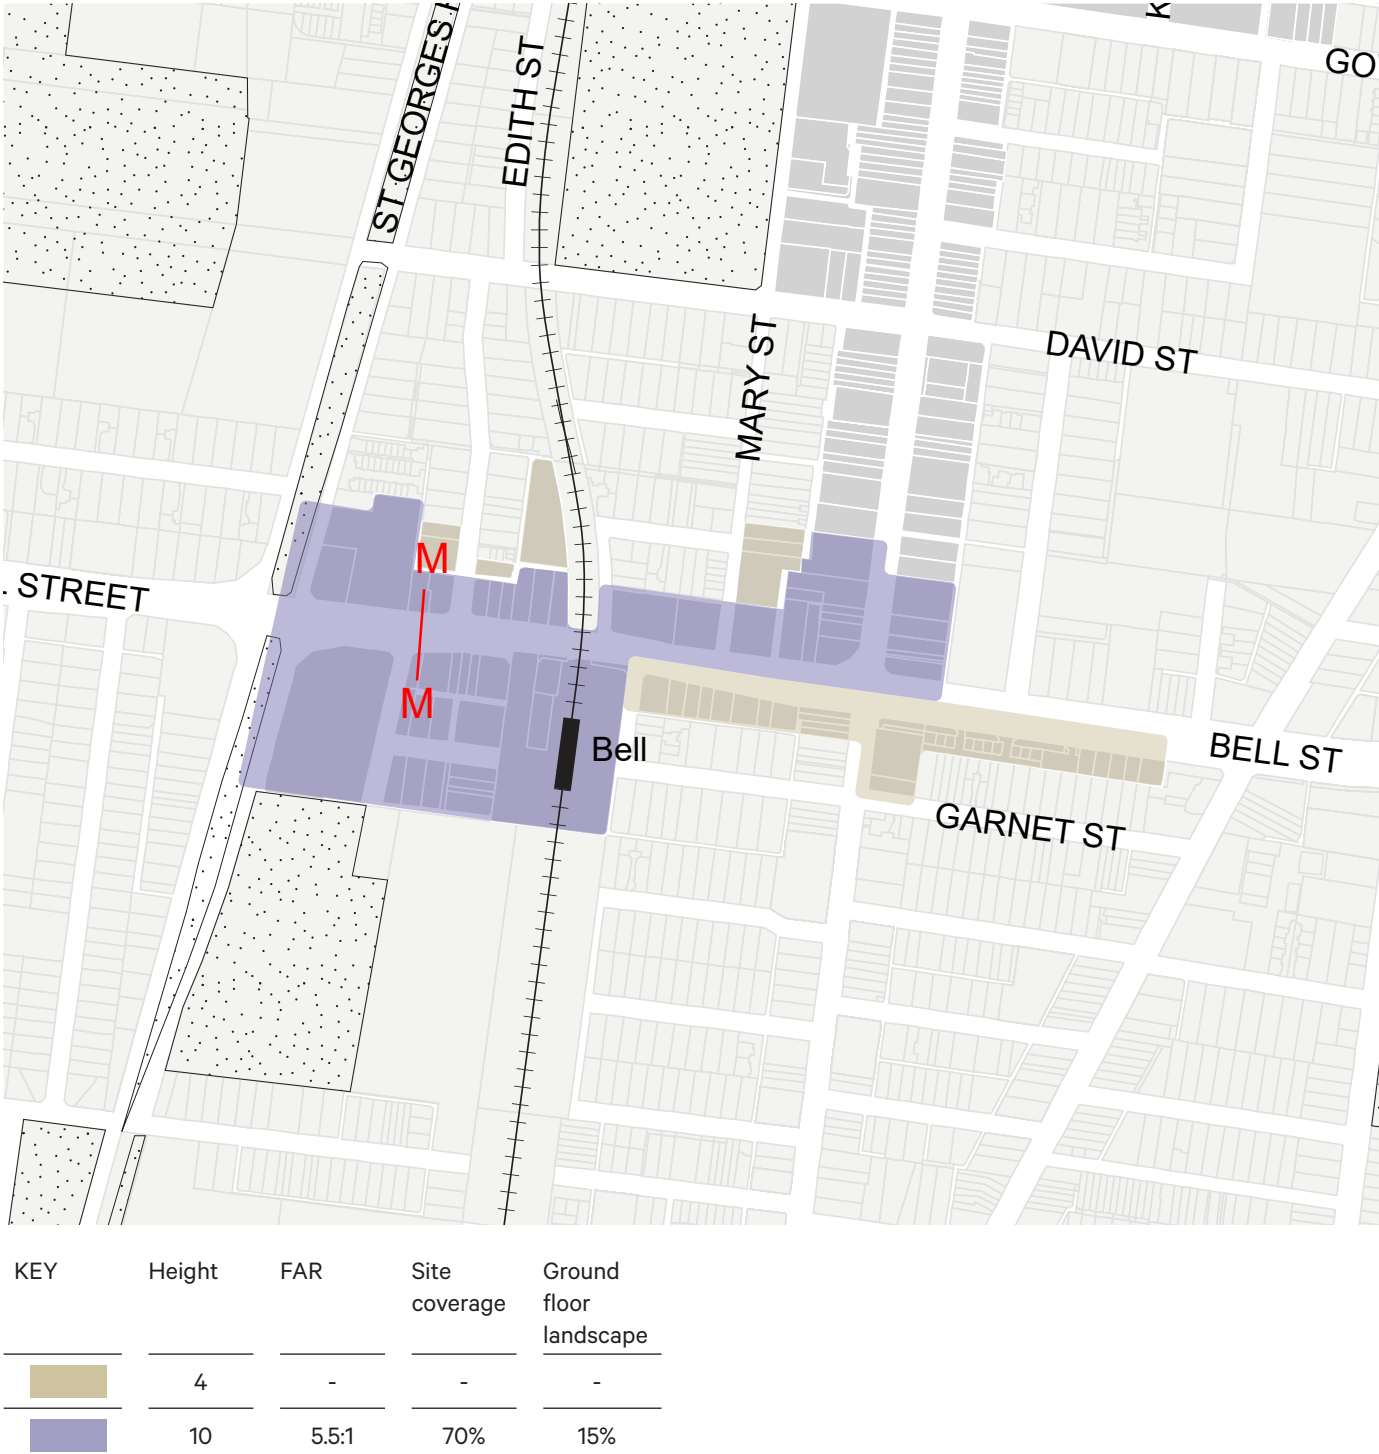 K
GO
ST GEORGES
EDITH ST
DAVID ST
MARY ST
STREET
M
M
Bell
BELL ST
GARNET ST
KEY Height FAR Site coverage Ground floor landscape
4 - - -
10 5.5:1 70% 15%